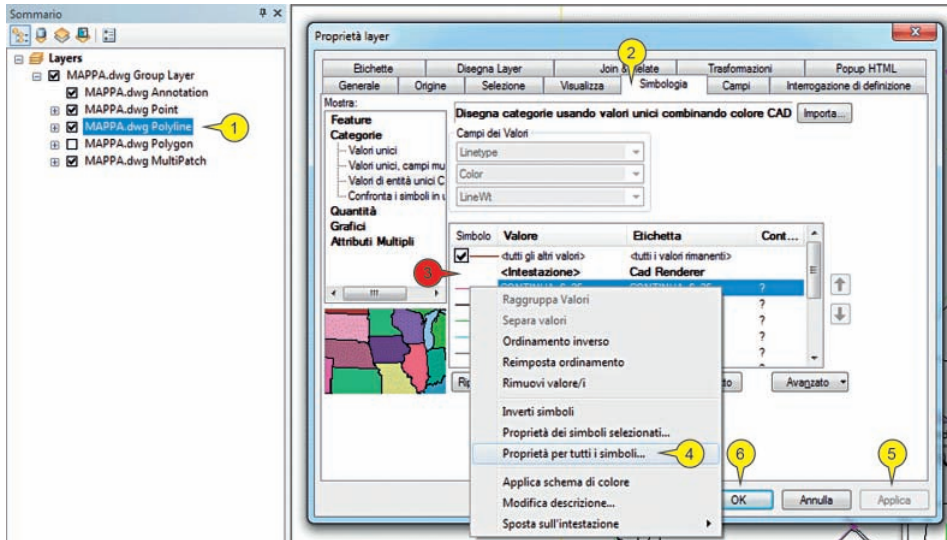 Sommario
Layers
MAPPA.dwg Group Layer
MAPPA.dwg Annotation
MAPPA.dwg Point
MAPPA.dwg Polyline
1
MAPPA.dwg Polygon
MAPPA.dwg MultiPatch
Proprietà layer
2
Etichette Disegna Layer Join & Relate Trasformazioni Popup HTML
Generale Origine Selezione Visualizza Simbologia Campi Interrogazione di definizione
Mostra:
Feature
Categorie
Valori unici
Valori unici, campi mu
Valori di entità unici C
Confronta i simboli in u
Quantità
Grafici
Attributi Multipli
Disegna categorie usando valori unici combinando colore CAD
Importa...
Campi dei Valori
Linetype
Color
LineWt
Simbolo Valore Etichetta Cont...
<tutti gli altri valori> <tutti i valori rimanenti>
3
<Intestazione> Cad Renderer
?
?
?
?
?
Raggruppa Valori
Separa valori
Ordinamento inverso
Reimposta ordinamento
Rimuovi valore/i
Inverti simboli
Proprietà dei simboli selezionati...
Proprietà per tutti i simboli...
4
Applica schema di colore
Modifica descrizione...
Sposta sull'intestazione
Avanzato
6
5
OK Annulla Applica